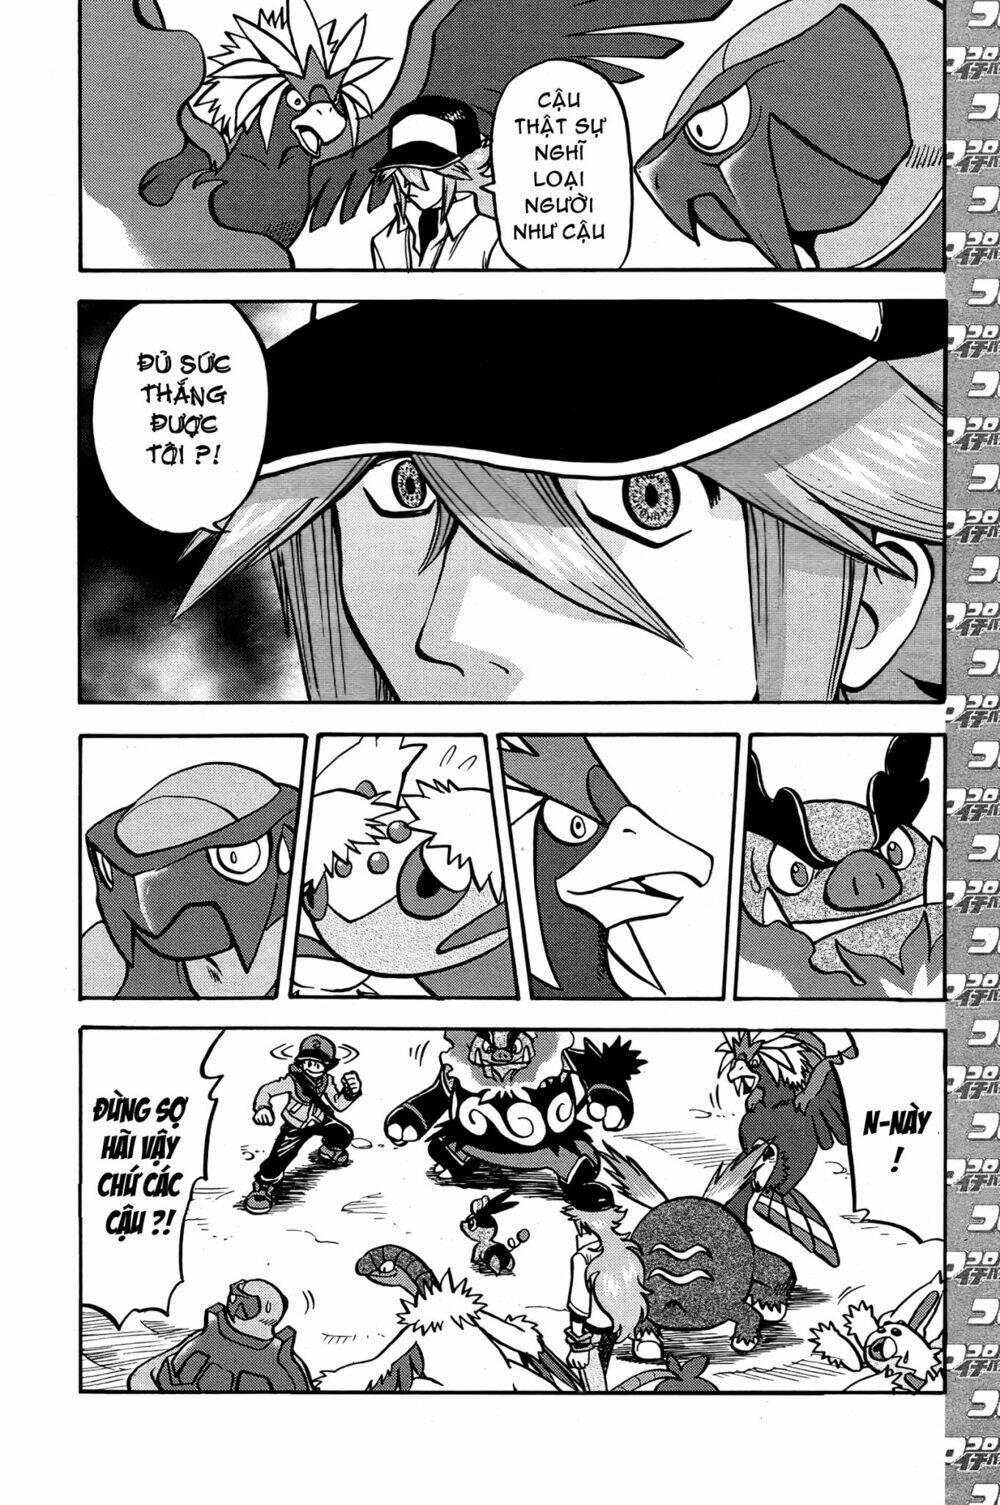 CẬU
THẬT SỰ
NGHĨ
LOẠI
NGƯỜI
NHƯ CẬU
ĐỦ SỨC
THẮNG
ĐƯỢC
TÔI ?!
N-NÀY
!
ĐỪNG SỢ
HÃI VẬY
CHỨ CÁC
CẬU ?!